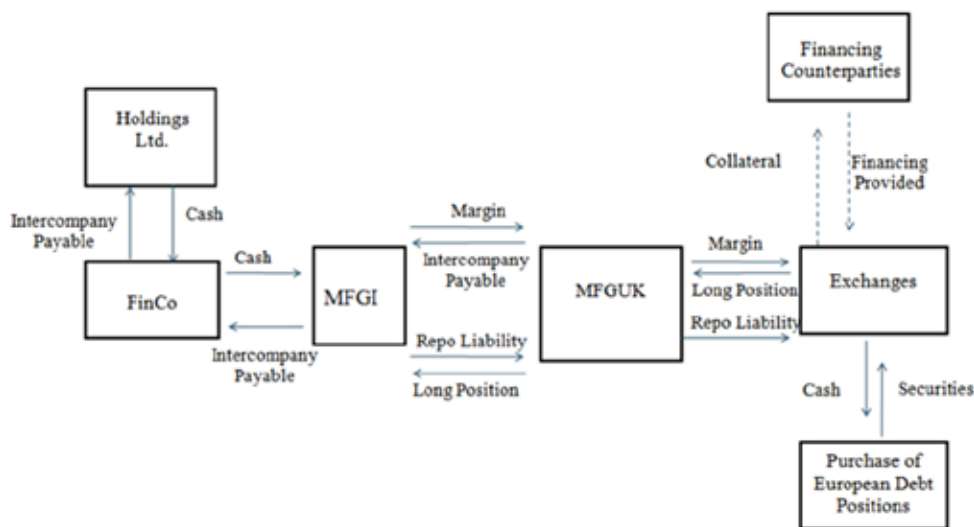 Financing
Counterparties
Holdings
Ltd.
Collateral
Financing
Provided
Intercompany
Payable
Cash
Margin
Cash
Intercompany
Payable
Margin
FinCo
MFGI
MFGUK
Long Position
Exchanges
Repo Liability
Intercompany
Payable
Repo Liability
Long Position
Cash
Securities
Purchase of
European Debt
Positions